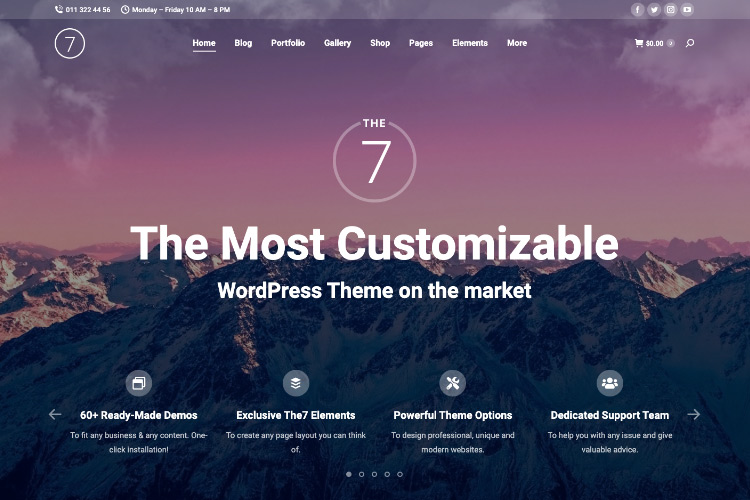 011 322 44 56 Monday – Friday 10 AM – 8 PM
7 Home Blog Portfolio Gallery Shop Pages Elements More $0.00
THE
7
The Most Customizable
WordPress Theme on the market
60+ Ready-Made Demos
To fit any business & any content. One-
click installation!
Exclusive The7 Elements
To create any page layout you can think
of.
Powerful Theme Options
To design professional, unique and
modern websites.
Dedicated Support Team
To help you with any issue and give
valuable advice.